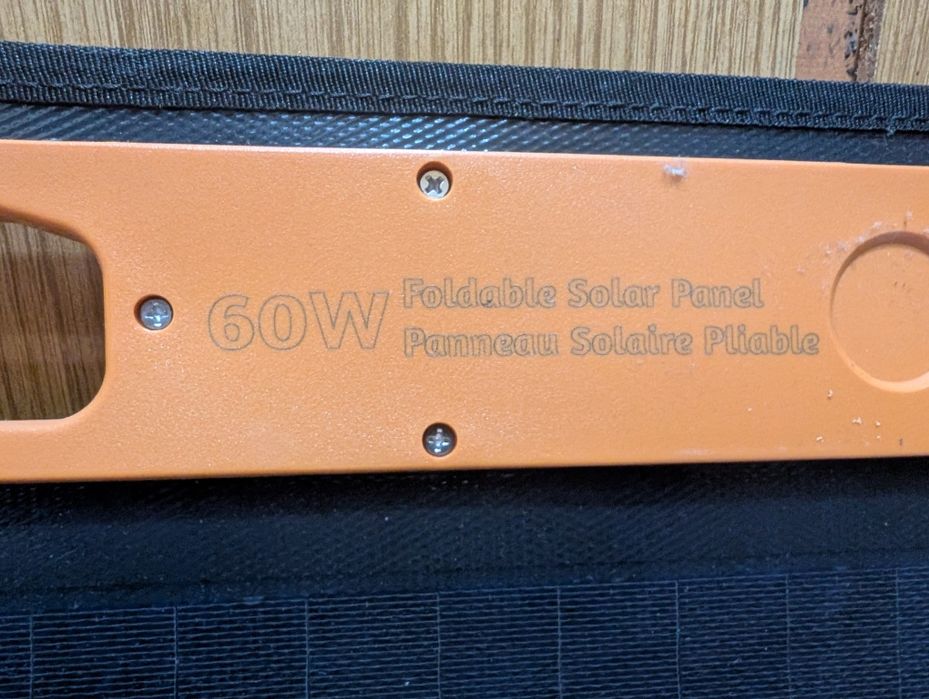 60W Foldable Solar Panel
Panneau Solaire Pliable